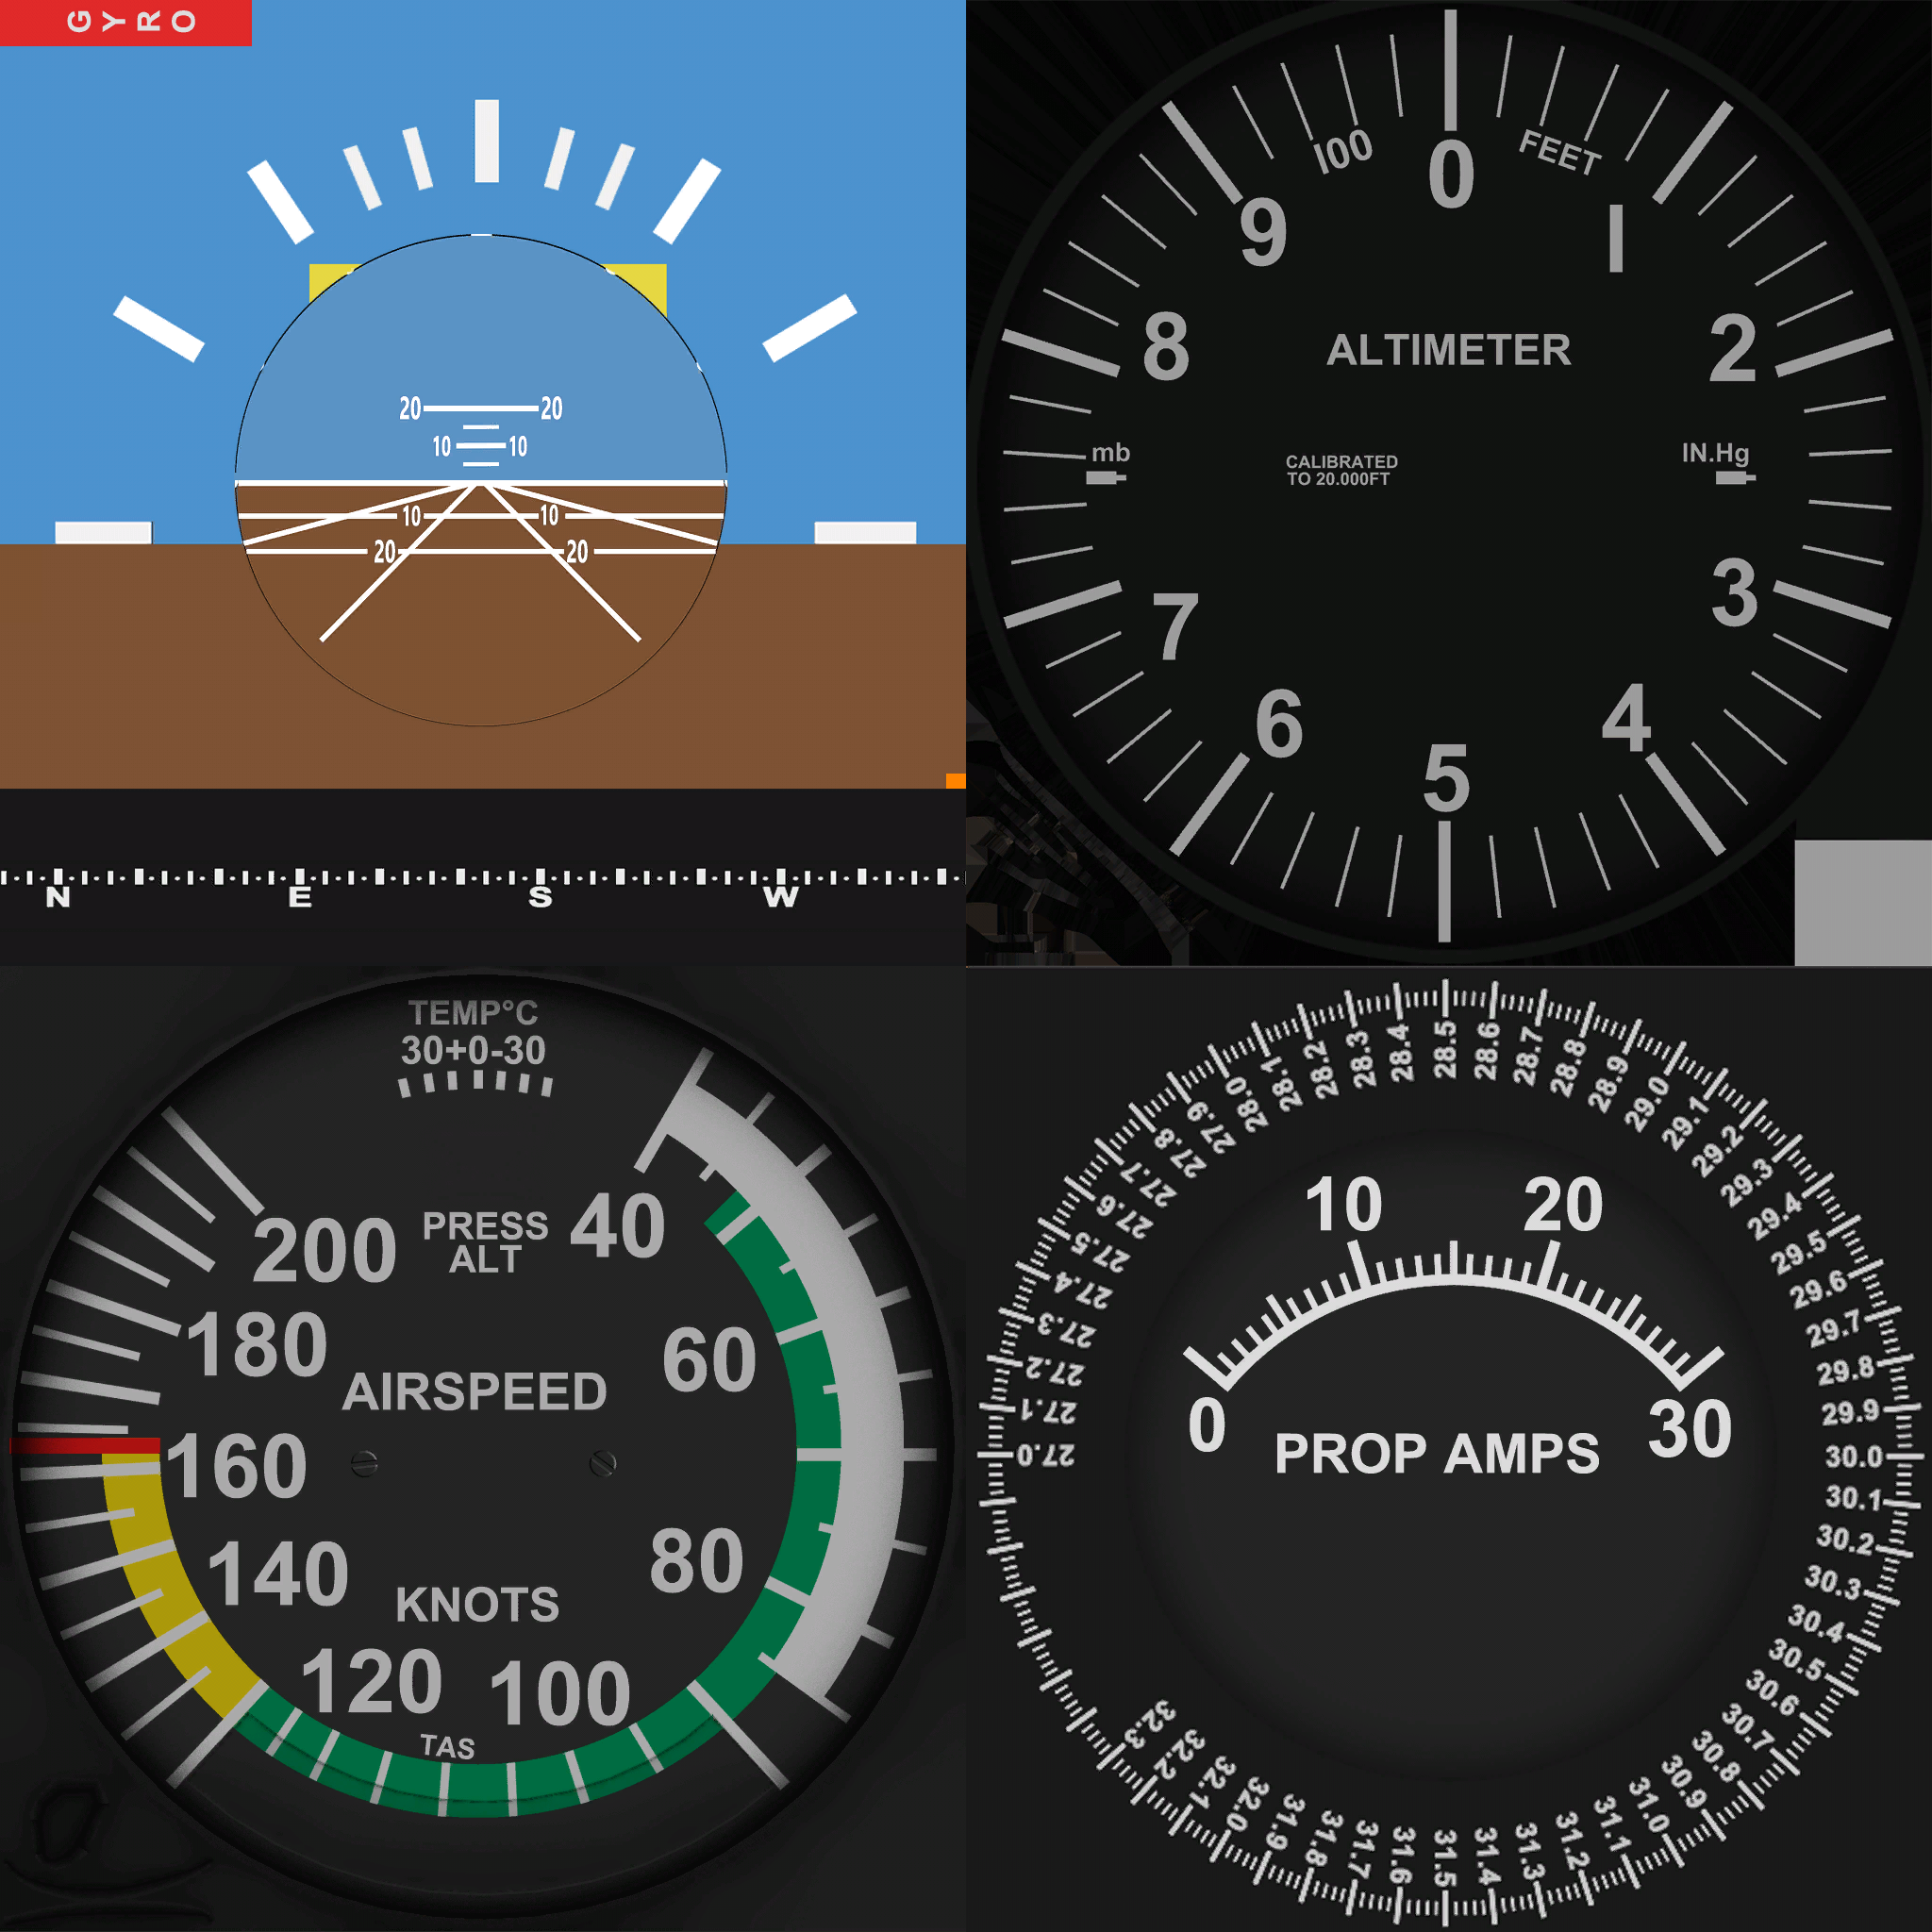 GYRO
20 20
10 10
10 10
20 20
N E S W
100 FEET
0
9 1
8 ALTIMETER 2
mb CALIBRATED IN.Hg
TO 20.000FT
7 3
6 4
5
TEMP°C
30+0-30
200 PRESS 40
ALT
180 60
AIRSPEED
160
140 80
KNOTS
120 100
TAS
27.0 27.1 27.2 27.3 27.4 27.5 27.6 27.7 27.8 27.9 28.0 28.1 28.2 28.3 28.4 28.5 28.6 28.7 28.8 28.9 29.0 29.1 29.2 29.3 29.4 29.5 29.6 29.7 29.8 29.9 30.0 30.1 30.2 30.3 30.4 30.5 30.6 30.7 30.8 30.9 31.0 31.1 31.2 31.3 31.4 31.5 31.6 31.7 31.8 31.9 32.0 32.1 32.2 32.3
10 20
0 30
PROP AMPS